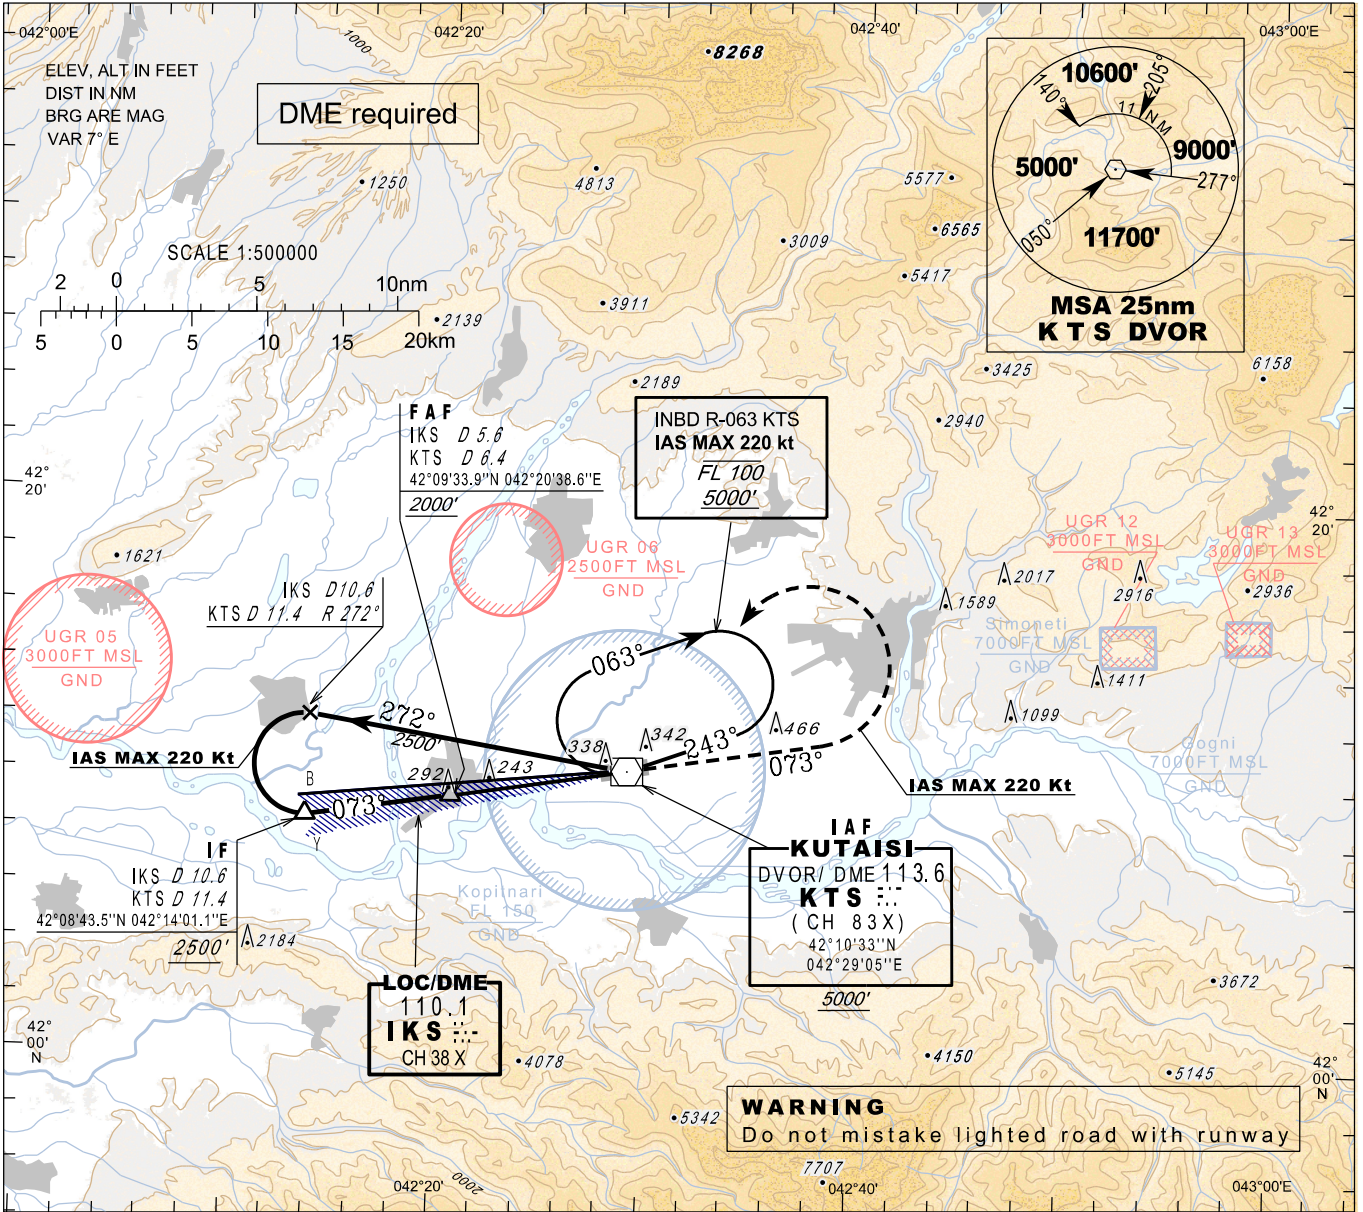 042°00'E
042°20'
042°40'
043°00'E
ELEV, ALT IN FEET
DIST IN NM
BRG ARE MAG
VAR 7° E
DME required
1000
8268
10600'
140°
205°
11 NM
5000'
9000'
277°
050°
11700'
MSA 25nm
KTS DVOR
1250
4813
5577
3009
6565
5417
3911
2139
SCALE 1:500000
2 0 5 10nm
5 0 5 10 15 20km
2189
3425
6158
2940
FAF
IKS D 5.6
KTS D 6.4
42°09'33.9"N 042°20'38.6"E
2000'
INBD R-063 KTS
IAS MAX 220 kt
FL 100
5000'
42°
20'
42°
20'
1621
UGR 06
2500FT MSL
GND
UGR 12
3000FT MSL
GND
UGR 13
3000FT MSL
GND
2017
2916
2936
1589
IKS D10.6
KTS D 11.4 R 272°
UGR 05
3000FT MSL
GND
Simoneti
7000FT MSL
GND
1411
1099
063°
272°
2500'
IAS MAX 220 Kt
338
342
466
243°
073°
292
243
B
073°
Y
IAS MAX 220 Kt
Gogni
7000FT MSL
GND
IF
IKS D 10.6
KTS D 11.4
42°08'43.5"N 042°14'01.1"E
2500'
2184
Kopitnari
FL 150
GND
IAF
KUTAISI
DVOR/ DME 113.6
KTS
(CH 83X)
42°10'33"N
042°29'05"E
5000'
LOC/DME
110.1
IKS
CH 38 X
3672
42°
00'
N
4078
4150
5145
42°
00'
N
5342
WARNING
Do not mistake lighted road with runway
7707
2000
042°20'
042°40'
043°00'E